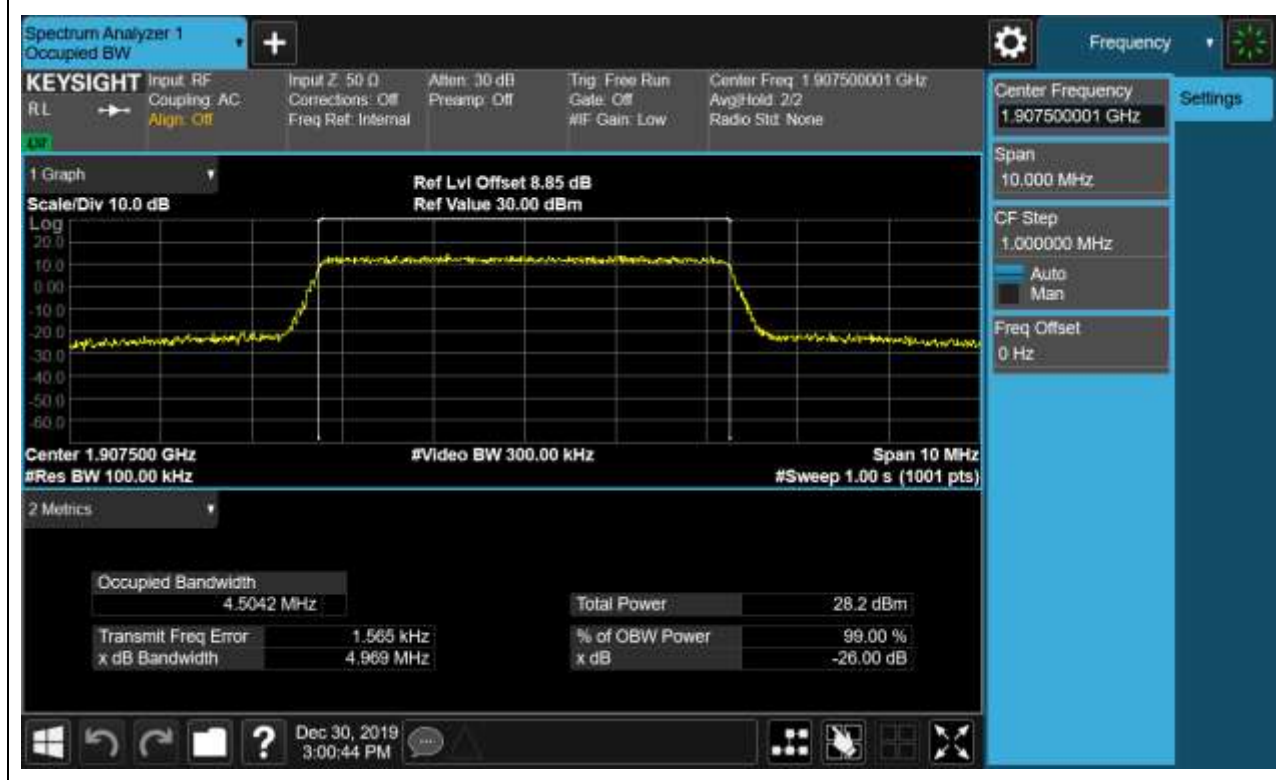 Spectrum Analyzer 1
Occupied BW
+
Frequency
KEYSIGHT
RL
Input: RF
Coupling: AC
Align: Off
Input Z: 50 Ω
Corrections: Off
Freq Ref: Internal
Atten: 30 dB
Preamp: Off
Trig: Free Run
Gate: Off
#IF Gain: Low
Center Freq: 1.907500001 GHz
Avg|Hold: 2/2
Radio Std: None
Center Frequency
1.907500001 GHz
Settings
Span
10.000 MHz
CF Step
1.000000 MHz
Auto
Man
Freq Offset
0 Hz
1 Graph
Scale/Div 10.0 dB
Ref Lvl Offset 8.85 dB
Ref Value 30.00 dBm
Log
20.0
10.0
0.00
-10.0
-20.0
-30.0
-40.0
-50.0
-60.0
Center 1.907500 GHz
#Res BW 100.00 kHz
#Video BW 300.00 kHz
Span 10 MHz
#Sweep 1.00 s (1001 pts)
2 Metrics
Occupied Bandwidth
4.5042 MHz
Total Power 28.2 dBm
Transmit Freq Error 1.565 kHz
% of OBW Power 99.00 %
x dB Bandwidth 4.969 MHz
x dB -26.00 dB
?
Dec 30, 2019
3:00:44 PM